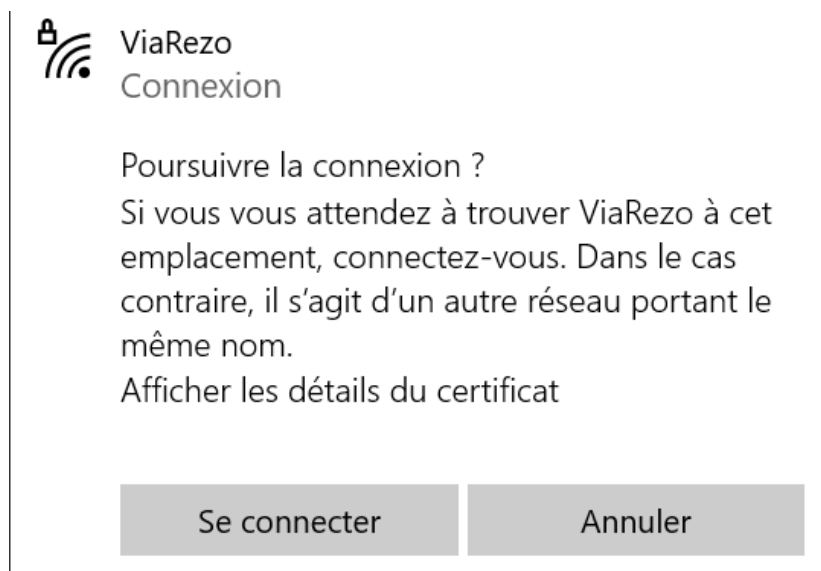 ViaRezo
Connexion
Poursuivre la connexion ?
Si vous vous attendez à trouver ViaRezo à cet
emplacement, connectez-vous. Dans le cas
contraire, il s’agit d’un autre réseau portant le
même nom.
Afficher les détails du certificat
Se connecter
Annuler